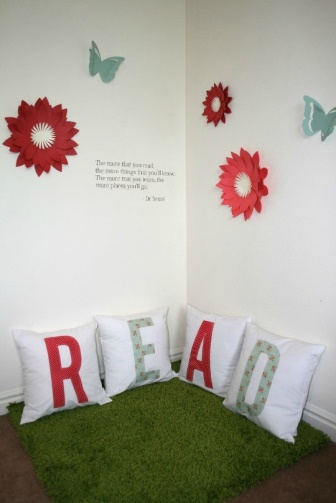 The more that you read,
the more things that you'll know.
The more that you learn, the
more places you'll go.
- Dr Seuss
READ